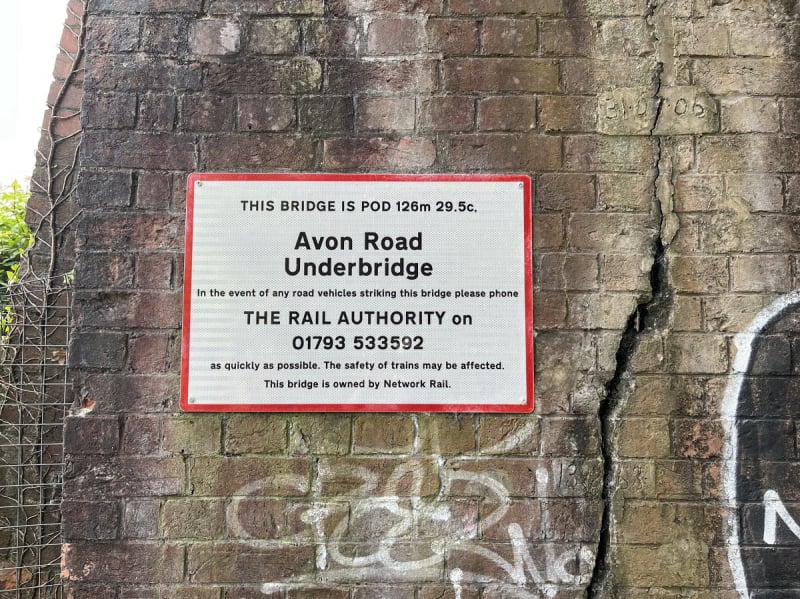 THIS BRIDGE IS POD 126m 29.5c.
Avon Road
Underbridge
In the event of any road vehicles striking this bridge please phone
THE RAIL AUTHORITY on
01793 533592
as quickly as possible. The safety of trains may be affected.
This bridge is owned by Network Rail.